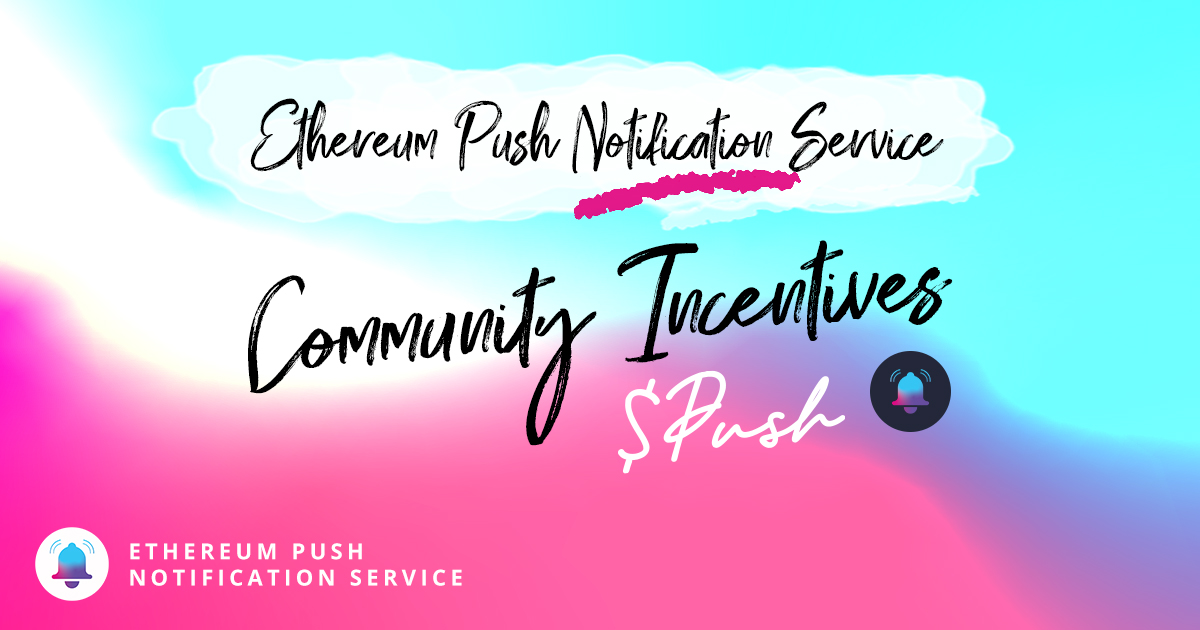 Ethereum Push Notification Service
Community Incentives
$Push
ETHEREUM PUSH
NOTIFICATION SERVICE